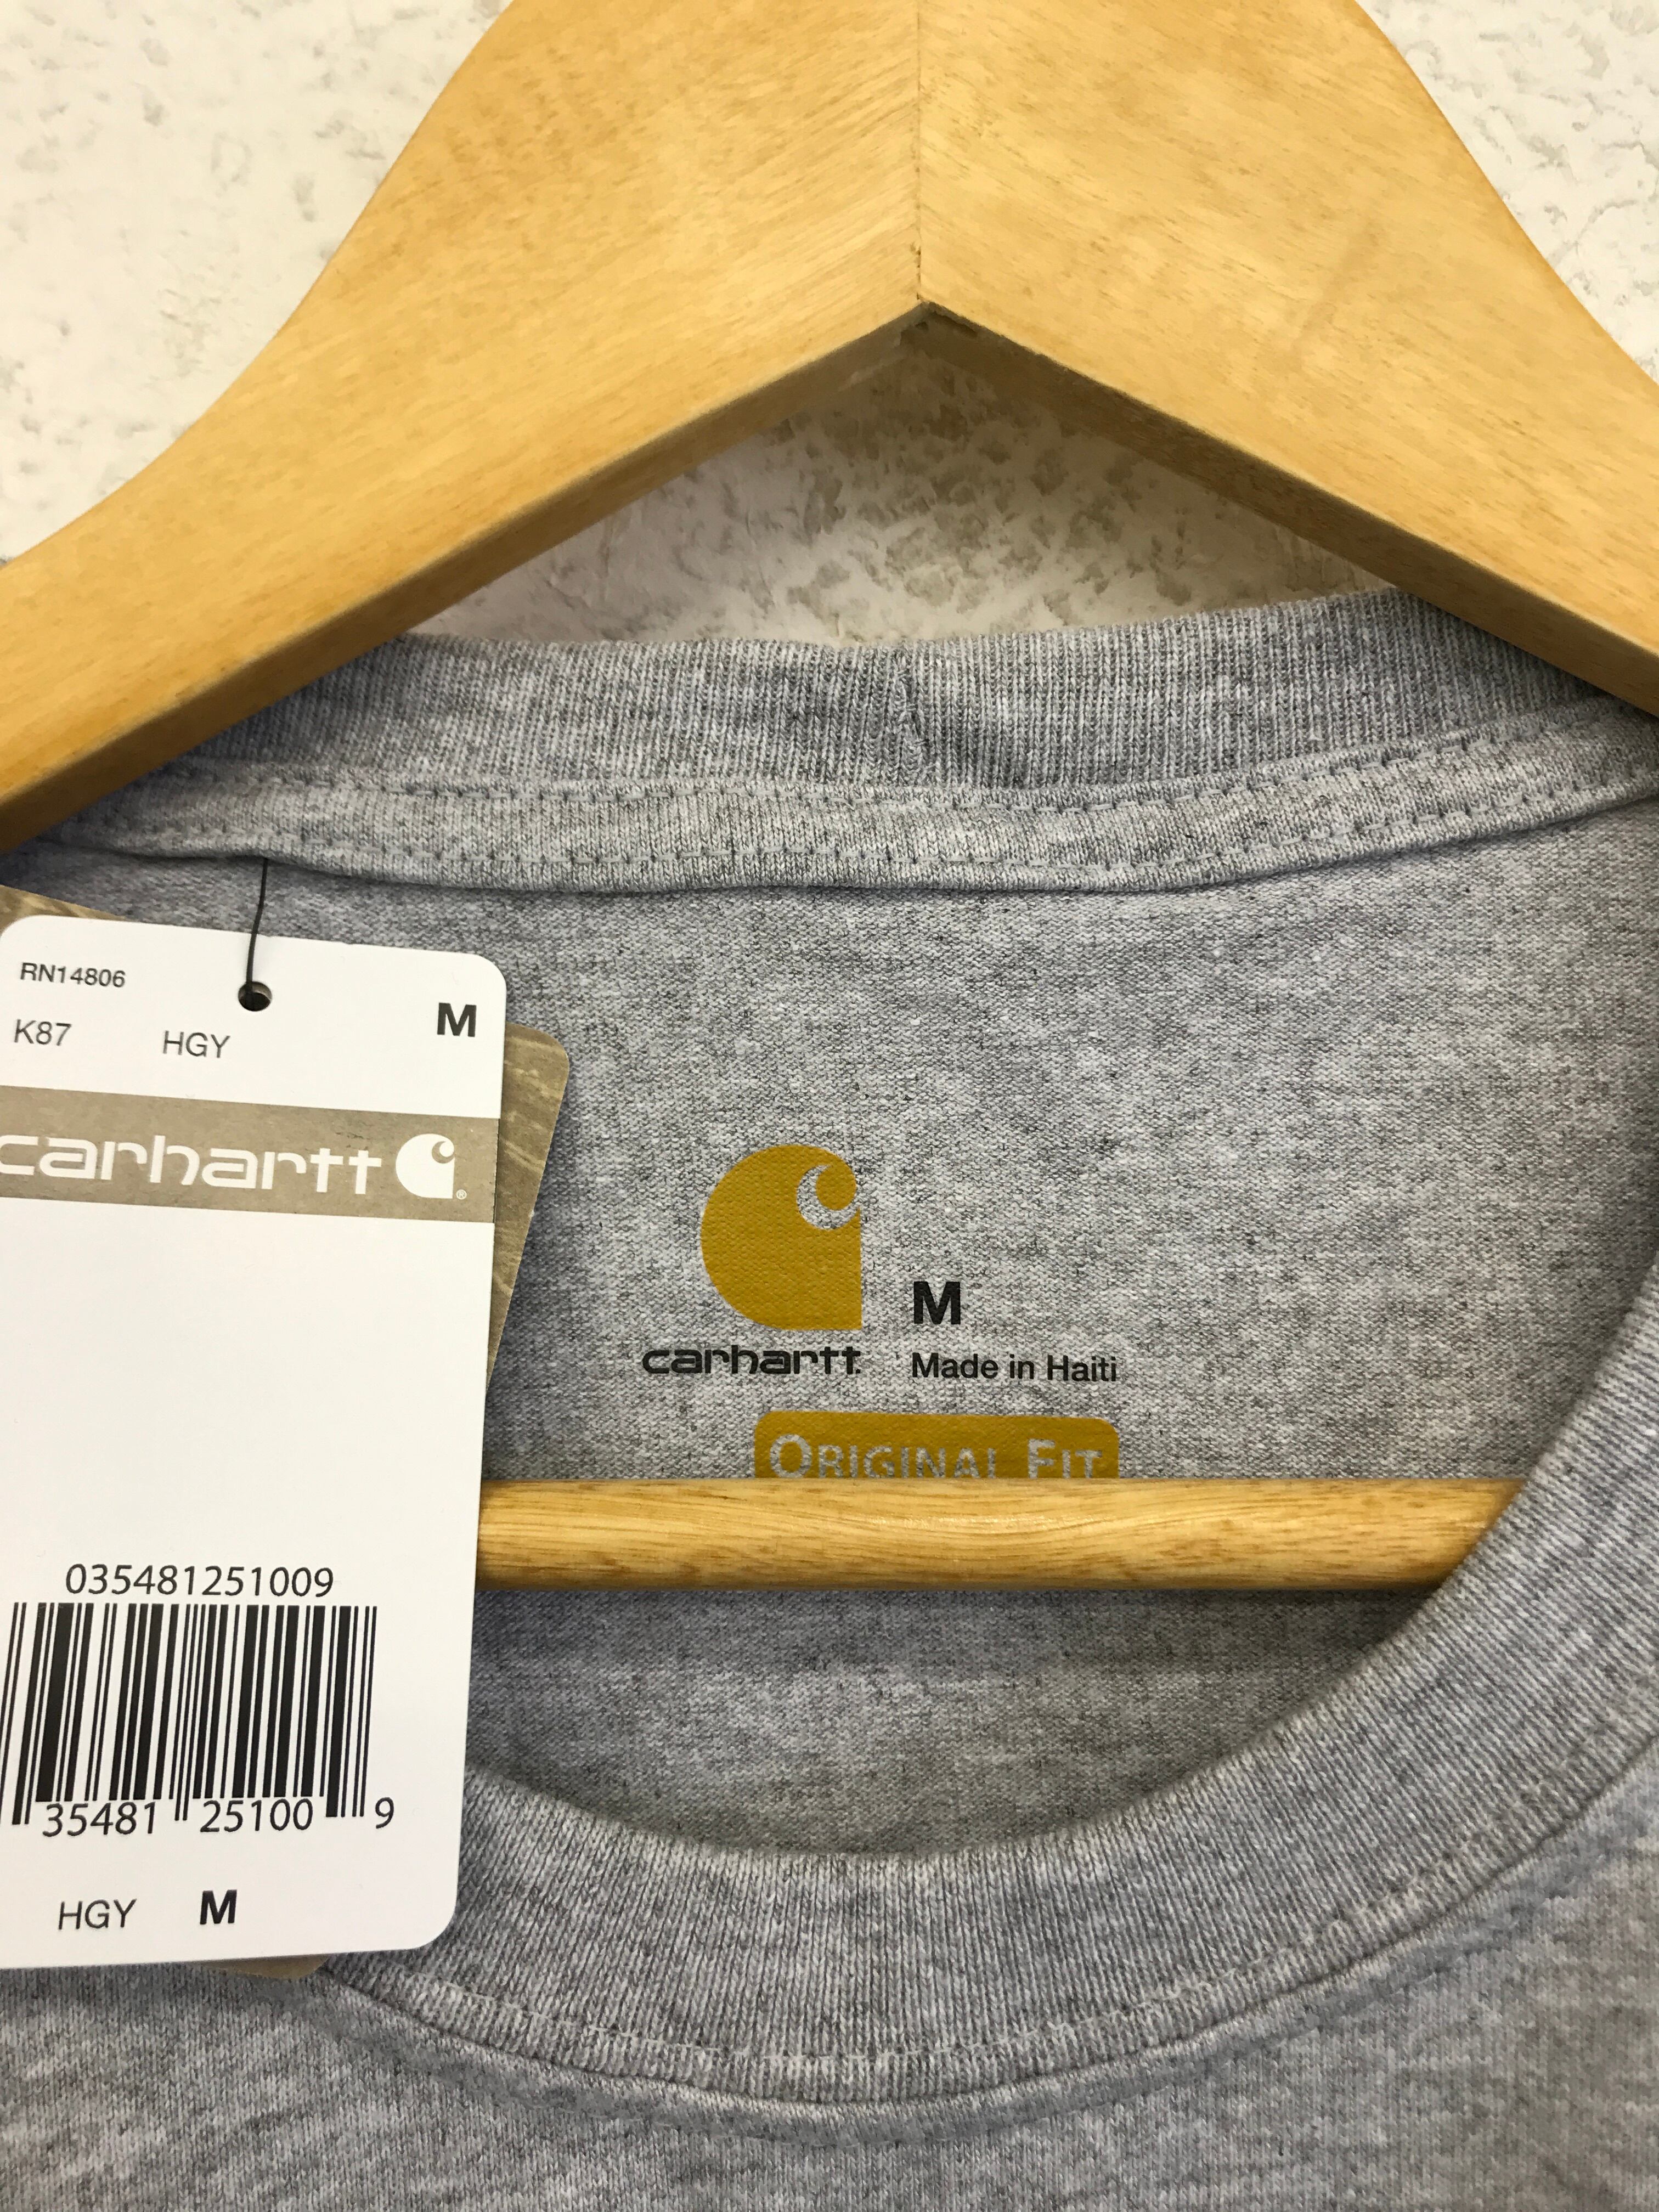 RN14806
K87 HGY M
carhartt
M
carhartt Made in Haiti
ORIGINAL FIT
035481251009
35481 25100 9
HGY M